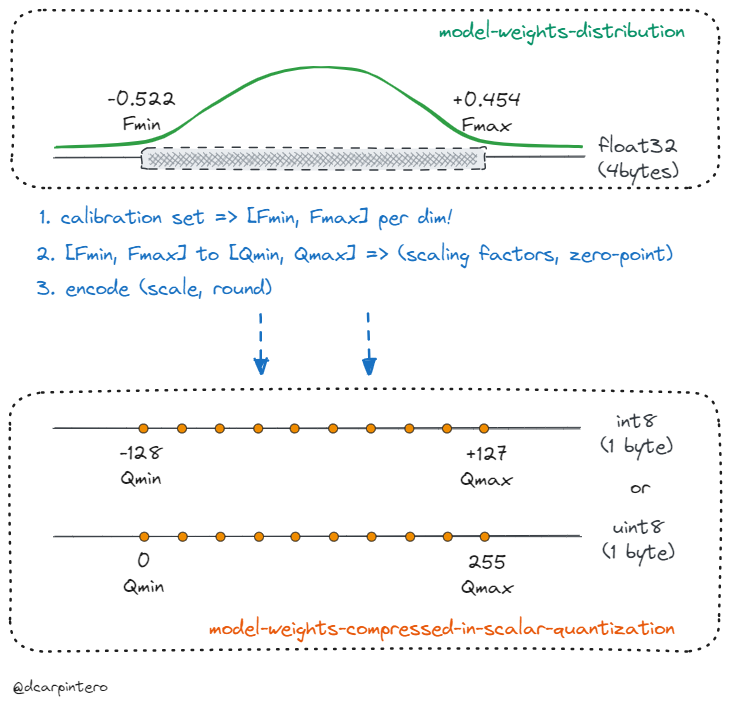 model-weights-distribution
-0.522
Fmin
+0.454
Fmax
float32
(4bytes)
1. calibration set => [Fmin, Fmax] per dim!
2. [Fmin, Fmax] to [Qmin, Qmax] => (scaling factors, zero-point)
3. encode (scale, round)
int8
(1 byte)
-128
Qmin
+127
Qmax
or
uint8
(1 byte)
0
Qmin
255
Qmax
model-weights-compressed-in-scalar-quantization
@dcarpintero